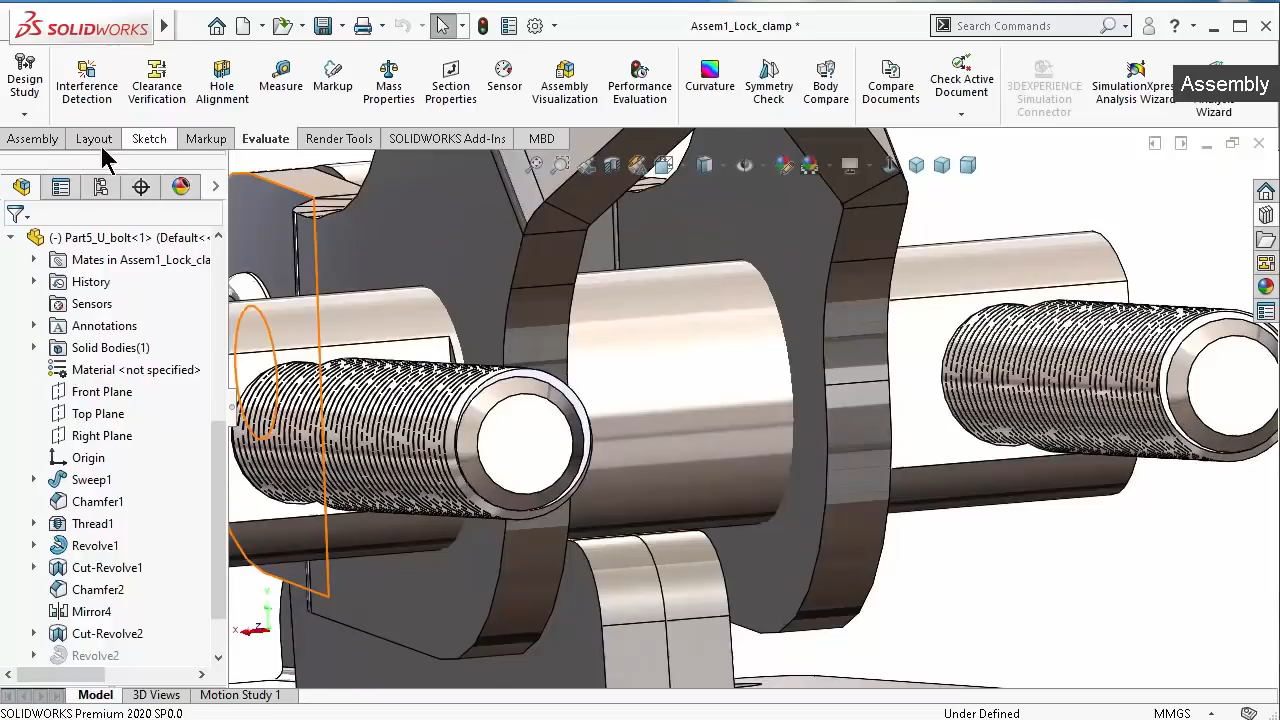 SOLIDWORKS
Assem1_Lock_clamp *
Search Commands
Design Study
Interference Detection
Clearance Verification
Hole Alignment
Measure
Mass Properties
Section Properties
Sensor
Assembly Visualization
Performance Evaluation
Curvature
Symmetry Check
Body Compare
Compare Documents
Check Active Document
3DEXPERIENCE Simulation Connector
Analysis Wizard
Wizard
Assembly
Assembly Layout Sketch Markup Evaluate Render Tools SOLIDWORKS Add-Ins MBD
(-) Part5_U_bolt<1> (Default<
Mates in Assem1_Lock_cla
History
Sensors
Annotations
Solid Bodies(1)
Material <not specified>
Front Plane
Top Plane
Right Plane
Origin
Sweep1
Chamfer1
Thread1
Revolve1
Cut-Revolve1
Chamfer2
Mirror4
Cut-Revolve2
Revolve2
Model 3D Views Motion Study 1
SOLIDWORKS Premium 2020 SP0.0
Under Defined
MMGS